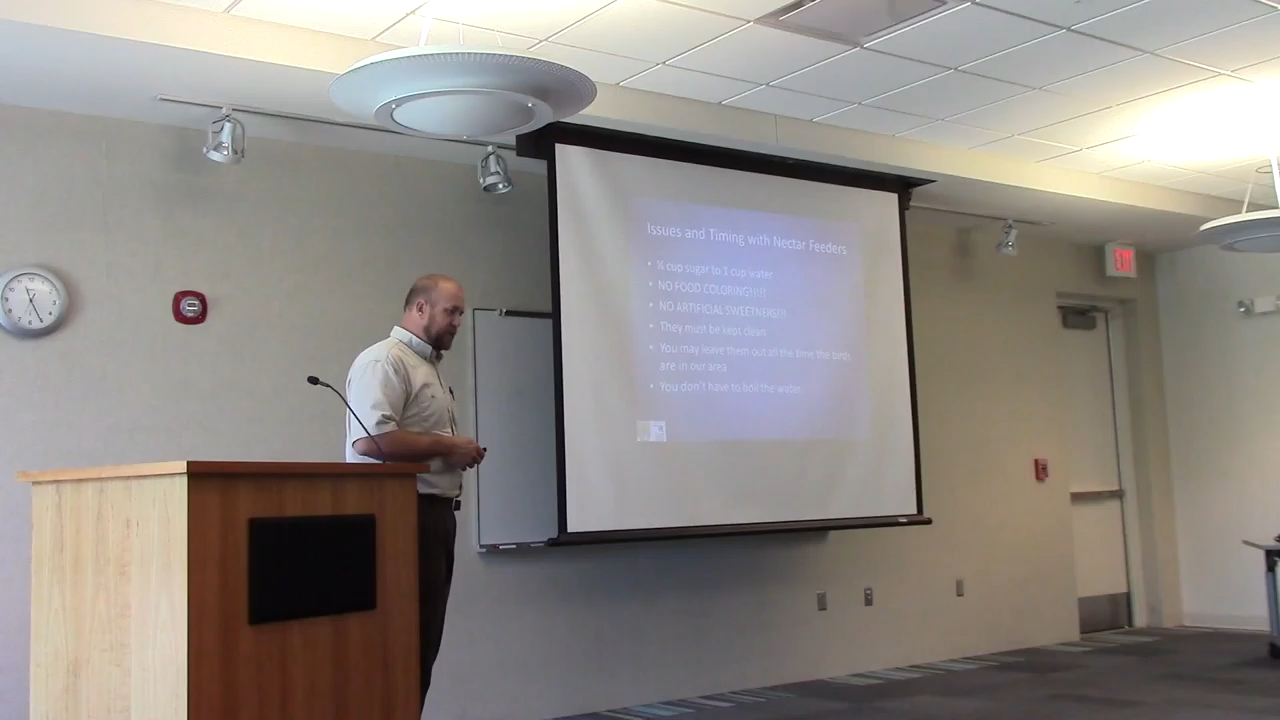 Issues and Timing with Nectar Feeders
• ¼ cup sugar to 1 cup water
• NO FOOD COLORING!!!!!
• NO ARTIFICIAL SWEETNERS!!!
• They must be kept clean
• You may leave them out all the time the birds
are in our area
• You don't have to boil the water
EXIT